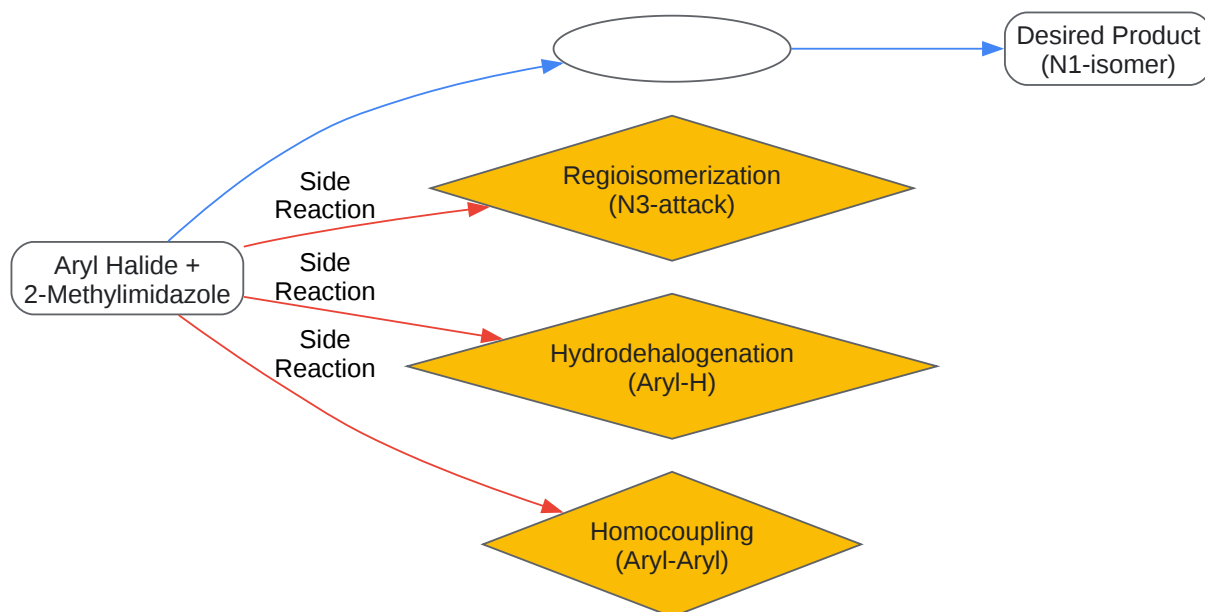 Desired Product
(N1-isomer)
Regioisomerization
(N3-attack)
Side
Reaction
Aryl Halide +
2-Methylimidazole
Side
Reaction
Hydrodehalogenation
(Aryl-H)
Side
Reaction
Homocoupling
(Aryl-Aryl)